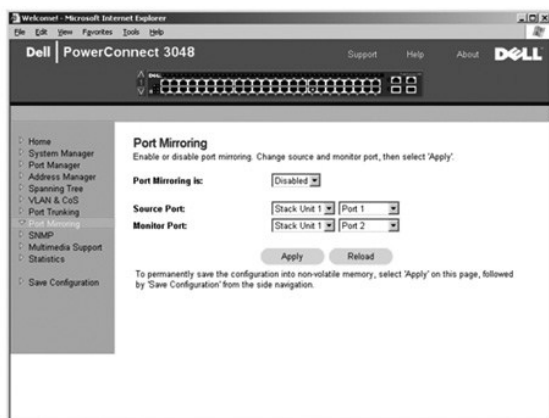 Welcome! - Microsoft Internet Explorer
File Edit View Favorites Tools Help
Dell | PowerConnect 3048
Support Help About DELL
Home
System Manager
Port Manager
Address Manager
Spanning Tree
VLAN & CoS
Port Trunking
Port Mirroring
SNMP
Multimedia Support
Statistics
Save Configuration
Port Mirroring
Enable or disable port mirroring. Change source and monitor port, then select 'Apply'.
Port Mirroring is: Disabled
Source Port: Stack Unit 1 Port 1
Monitor Port: Stack Unit 1 Port 2
Apply Reload
To permanently save the configuration into non-volatile memory, select 'Apply' on this page, followed
by 'Save Configuration' from the side navigation.